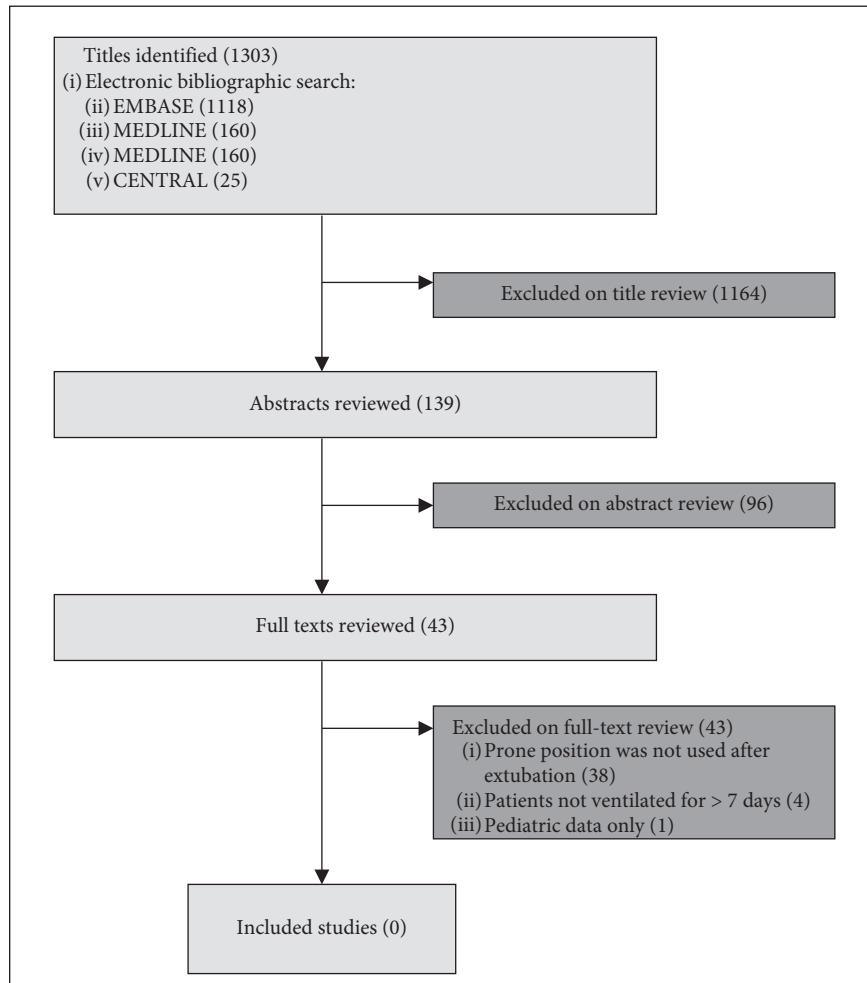 Titles identified (1303)
(i) Electronic bibliographic search:
(ii) EMBASE (1118)
(iii) MEDLINE (160)
(iv) MEDLINE (160)
(v) CENTRAL (25)
Excluded on title review (1164)
Abstracts reviewed (139)
Excluded on abstract review (96)
Full texts reviewed (43)
Excluded on full-text review (43)
(i) Prone position was not used after
extubation (38)
(ii) Patients not ventilated for > 7 days (4)
(iii) Pediatric data only (1)
Included studies (0)